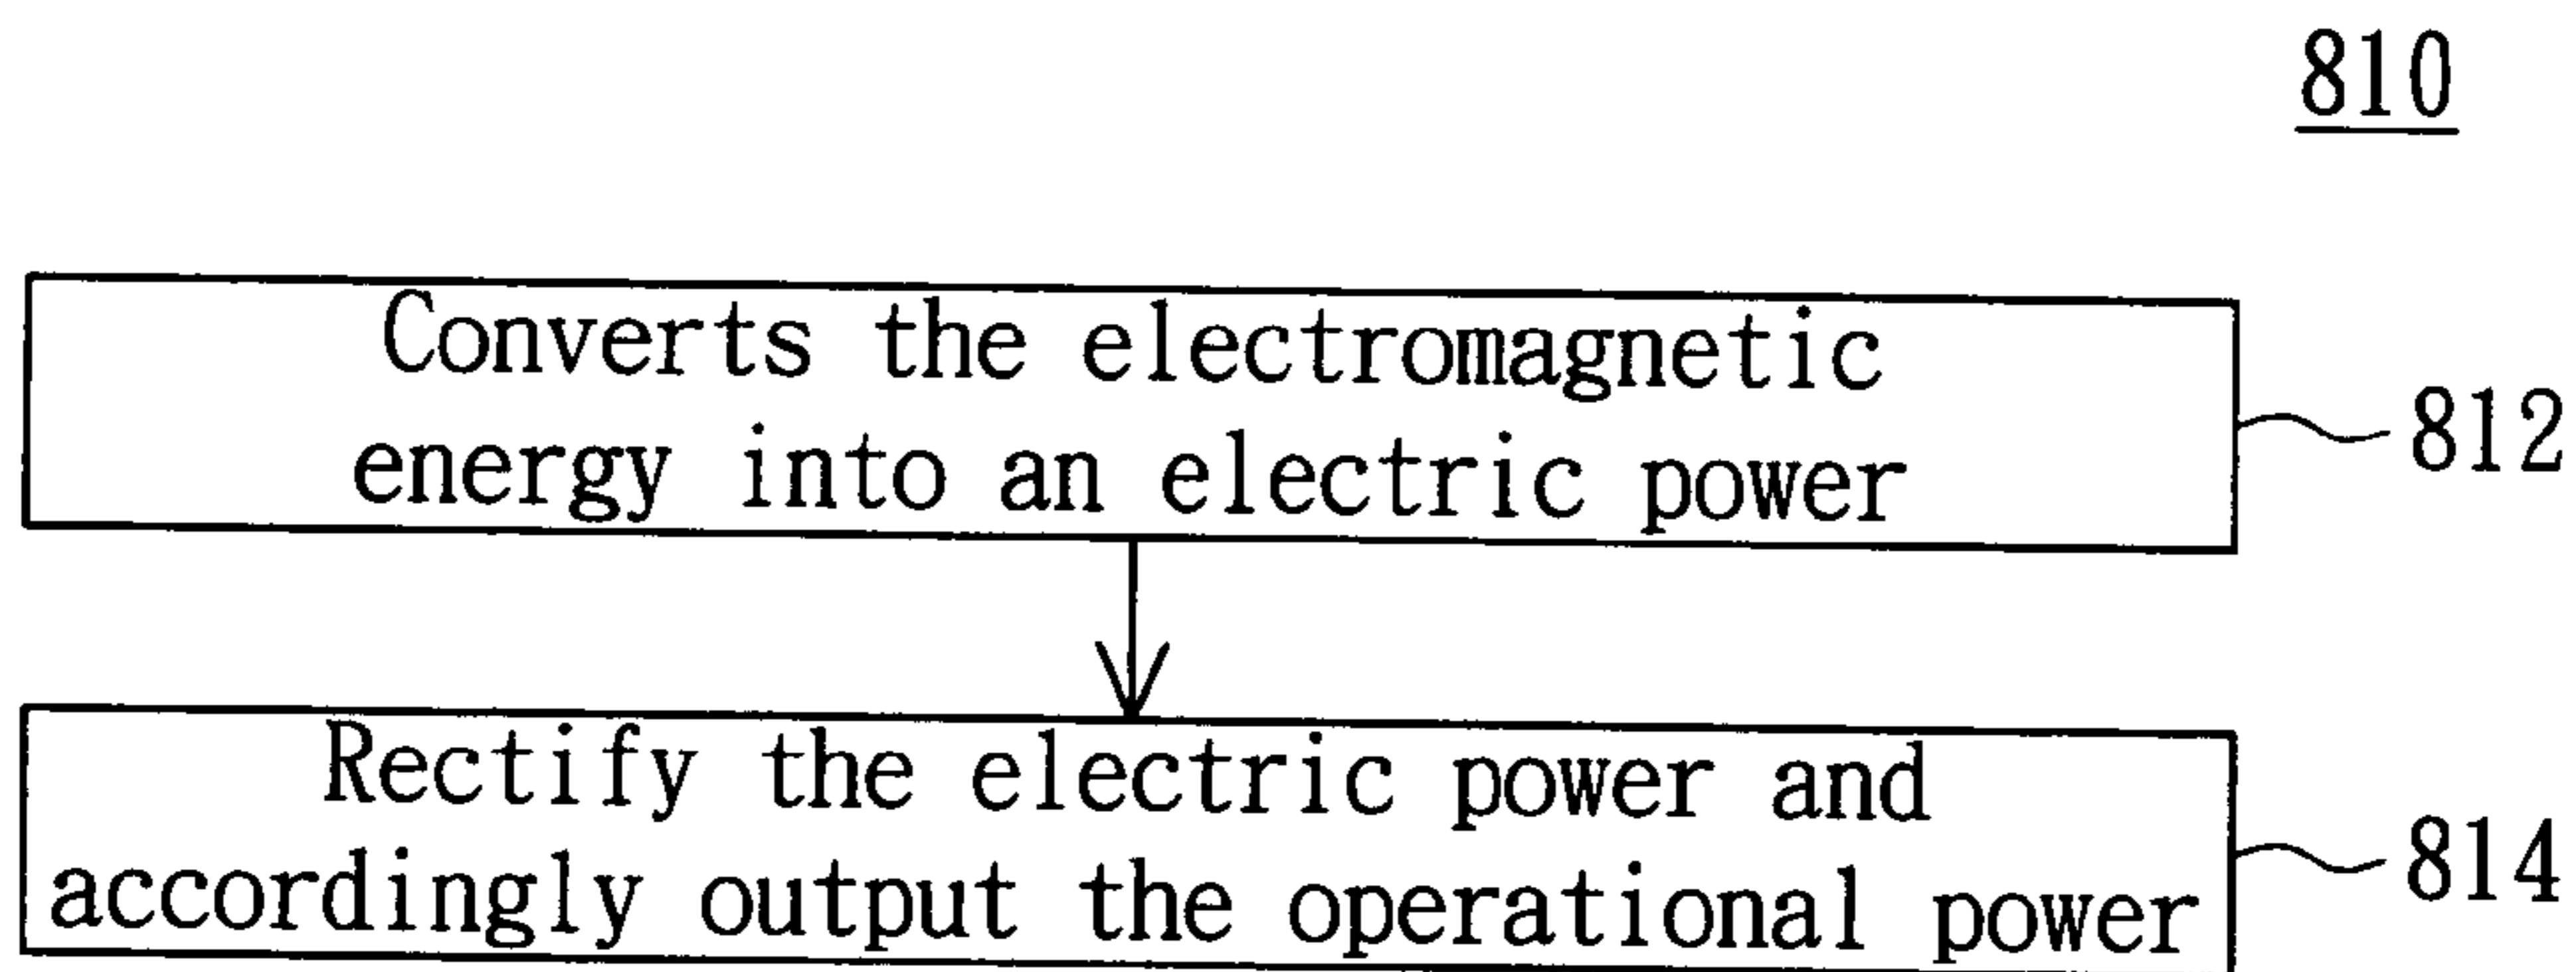 810
Converts the electromagnetic
energy into an electric power
812
Rectify the electric power and
accordingly output the operational power
814